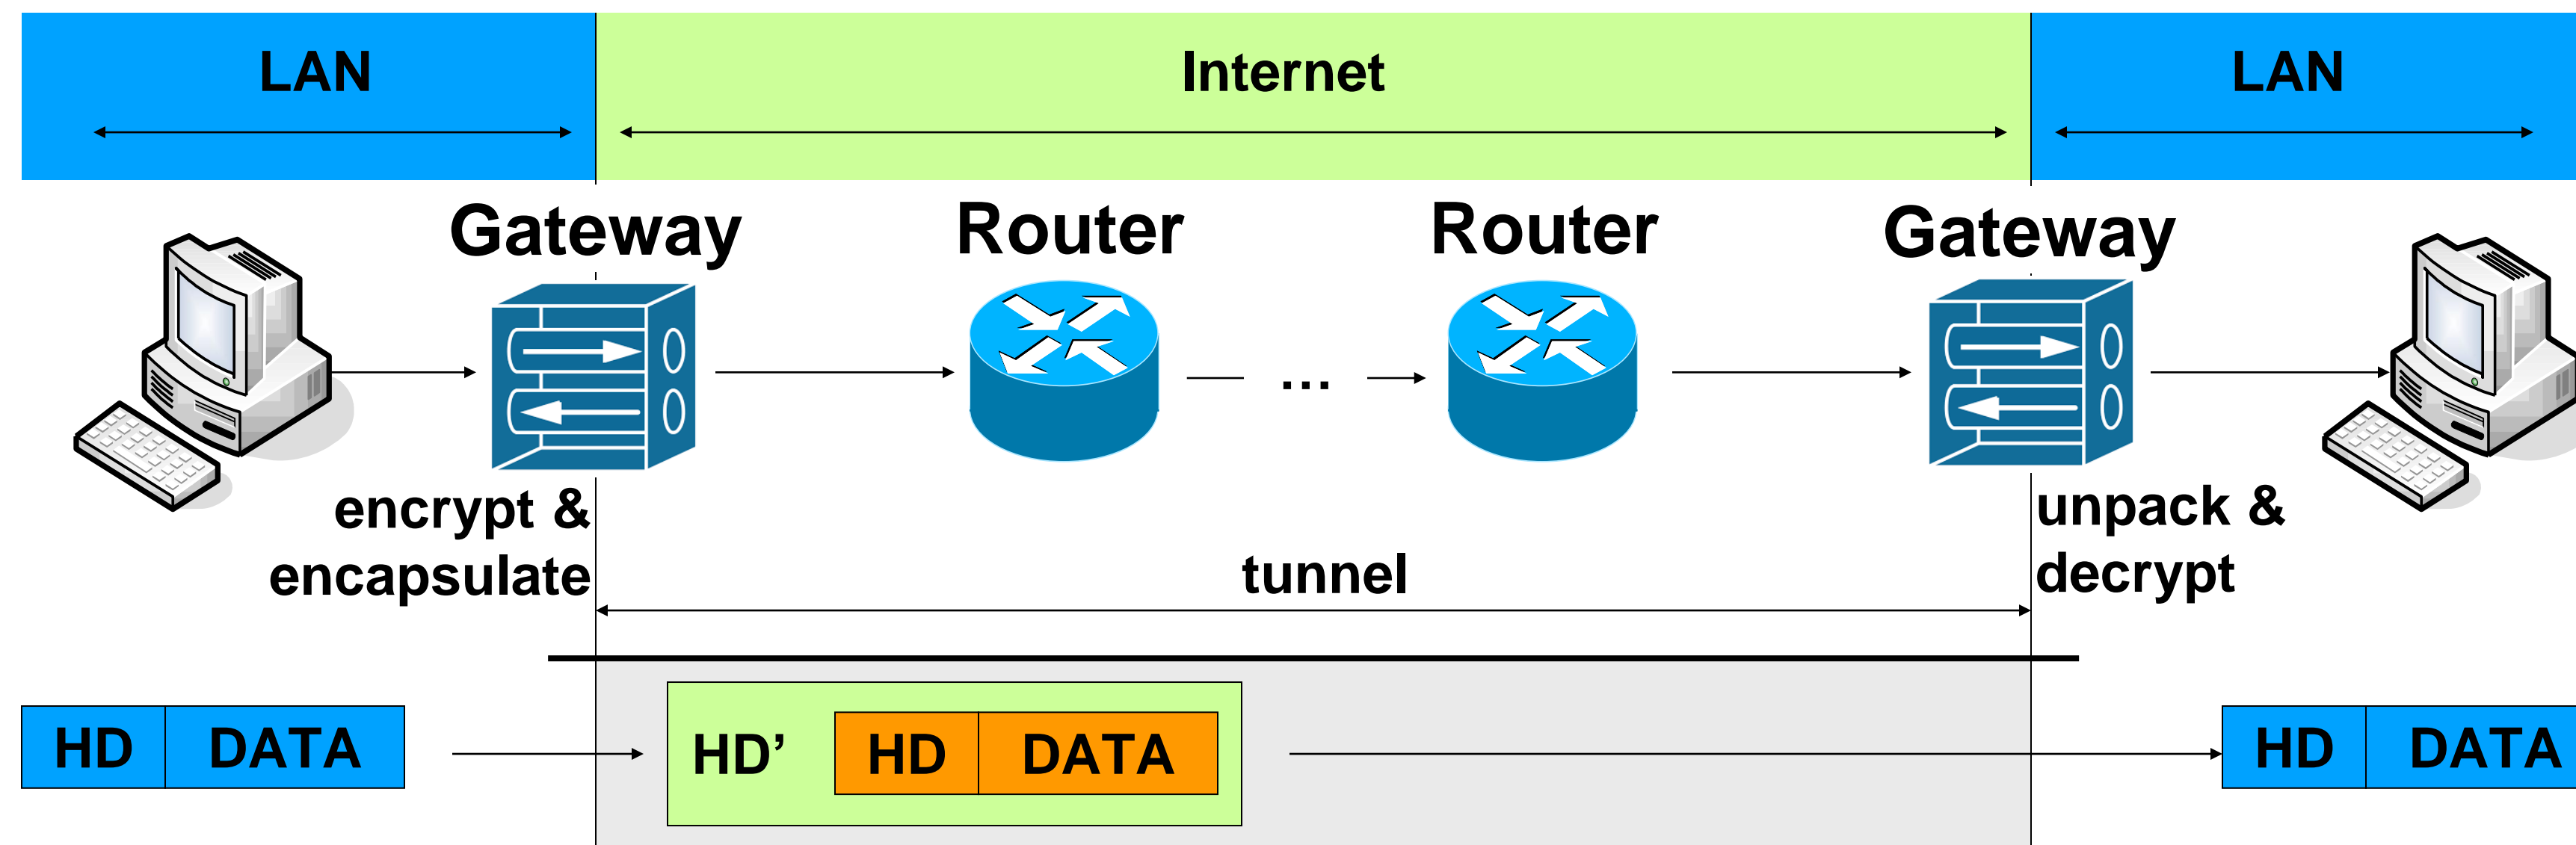 LAN
Internet
LAN
Gateway
Router
Router
Gateway
...
encrypt &
encapsulate
tunnel
unpack &
decrypt
HD
DATA
HD’
HD
DATA
HD
DATA